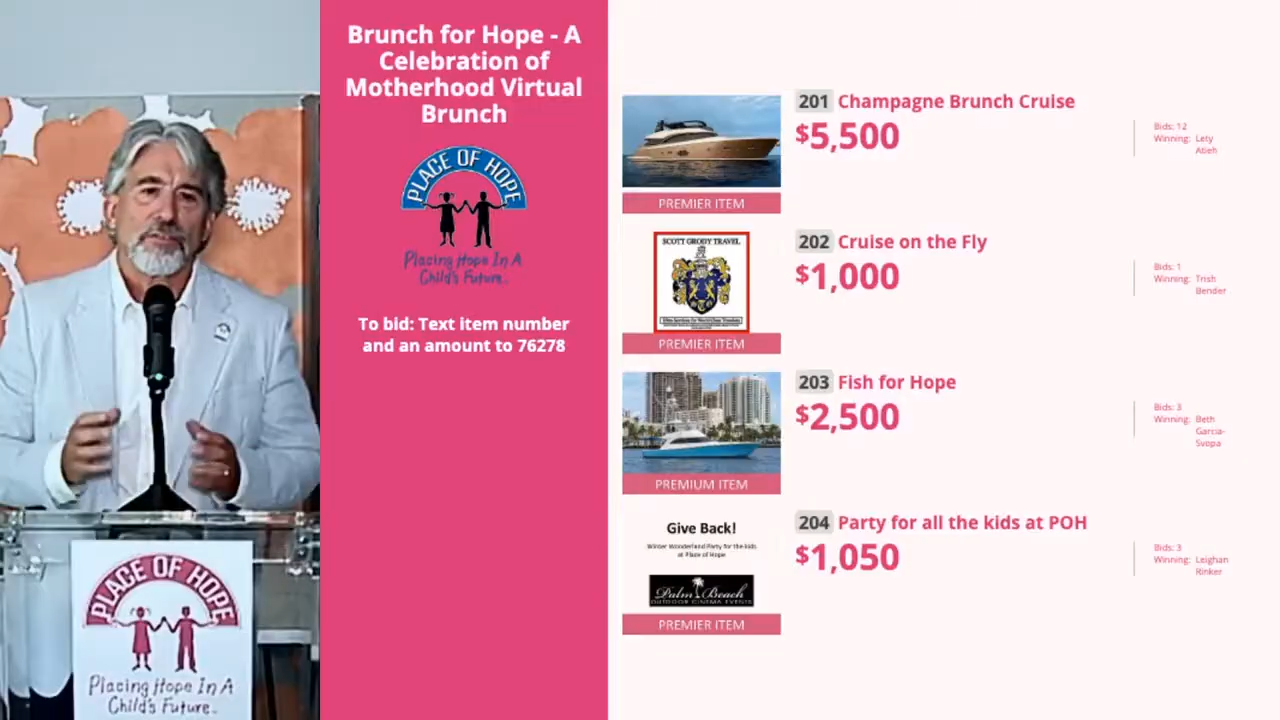 Brunch for Hope - A
Celebration of
Motherhood Virtual
Brunch
PLACE OF HOPE
Placing Hope In A
Child's Future...
To bid: Text item number
and an amount to 76278
PLACE OF HOPE
Placing Hope In A
Child's Future...
201 Champagne Brunch Cruise
$5,500
Bids: 12
Winning: Lety
Atieh
PREMIER ITEM
SCOTT GRODY TRAVEL
202 Cruise on the Fly
$1,000
Bids: 1
Winning: Trish
Bender
PREMIER ITEM
203 Fish for Hope
$2,500
Bids: 3
Winning: Beth
Garcia-
Svopa
PREMIUM ITEM
204 Party for all the kids at POH
$1,050
Bids: 3
Winning: Leighan
Rinker
Give Back!
Winter Wonderland Party for the kids
at Place of Hope
Palm Beach
OUTDOOR CINEMA EVENTS
PREMIER ITEM